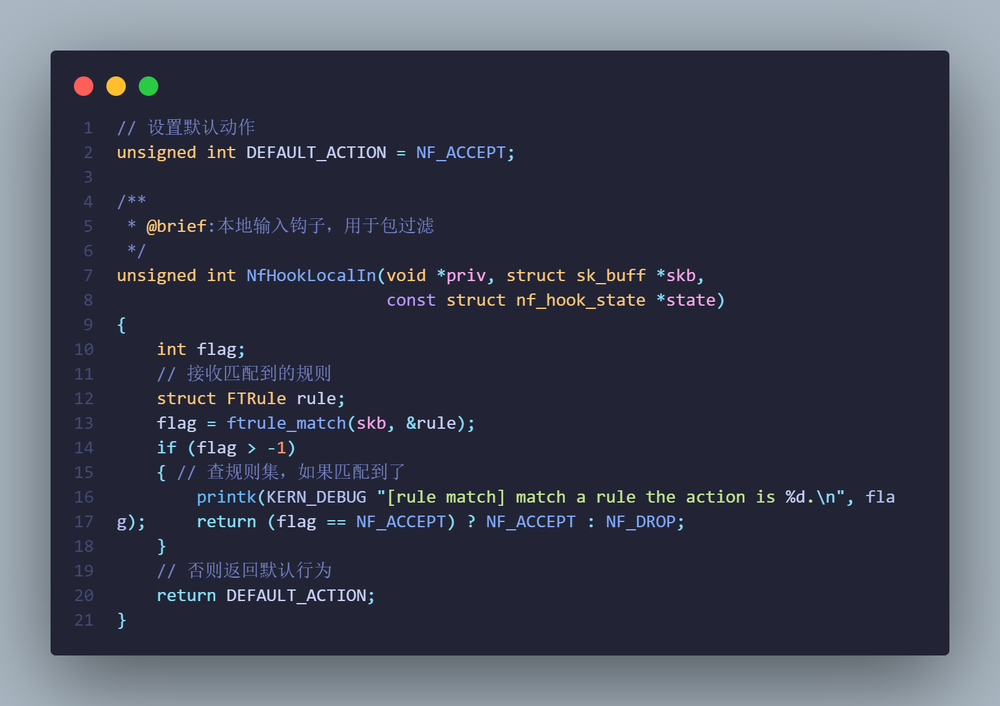 1 // 设置默认动作
2 unsigned int DEFAULT_ACTION = NF_ACCEPT;
3
4 /**
5  * @brief:本地输入钩子，用于包过滤
6  */
7 unsigned int NfHookLocalIn(void *priv, struct sk_buff *skb,
8                            const struct nf_hook_state *state)
9 {
10     int flag;
11     // 接收匹配到的规则
12     struct FTRule rule;
13     flag = ftrule_match(skb, &rule);
14     if (flag > -1)
15     { // 查规则集，如果匹配到了
16         printk(KERN_DEBUG "[rule match] match a rule the action is %d.\n", fla
17 g);     return (flag == NF_ACCEPT) ? NF_ACCEPT : NF_DROP;
18     }
19     // 否则返回默认行为
20     return DEFAULT_ACTION;
21 }